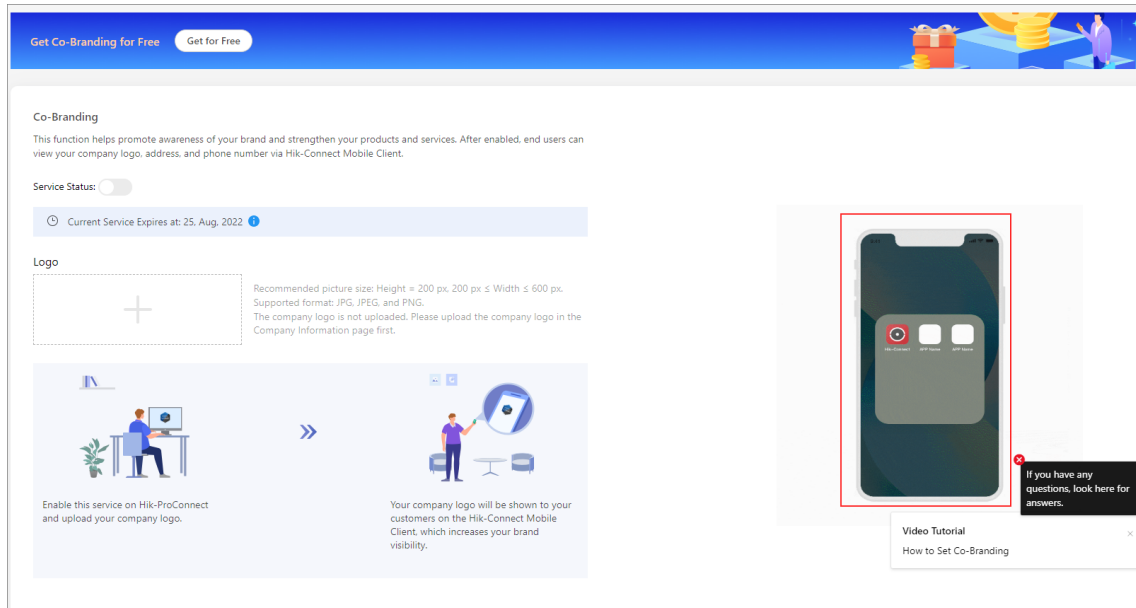 Get Co-Branding for Free
Get for Free
Co-Branding
This function helps promote awareness of your brand and strengthen your products and services. After enabled, end users can
view your company logo, address, and phone number via Hik-Connect Mobile Client.
Service Status:
Current Service Expires at: 25, Aug, 2022
Logo
Recommended picture size: Height = 200 px, 200 px ≤ Width ≤ 600 px.
Supported format: JPG, JPEG, and PNG.
The company logo is not uploaded. Please upload the company logo in the
Company Information page first.
Enable this service on Hik-ProConnect
and upload your company logo.
Your company logo will be shown to your
customers on the Hik-Connect Mobile
Client, which increases your brand
visibility.
Hik-Connect
APP Name
APP Name
If you have any
questions, look here for
answers.
Video Tutorial
How to Set Co-Branding